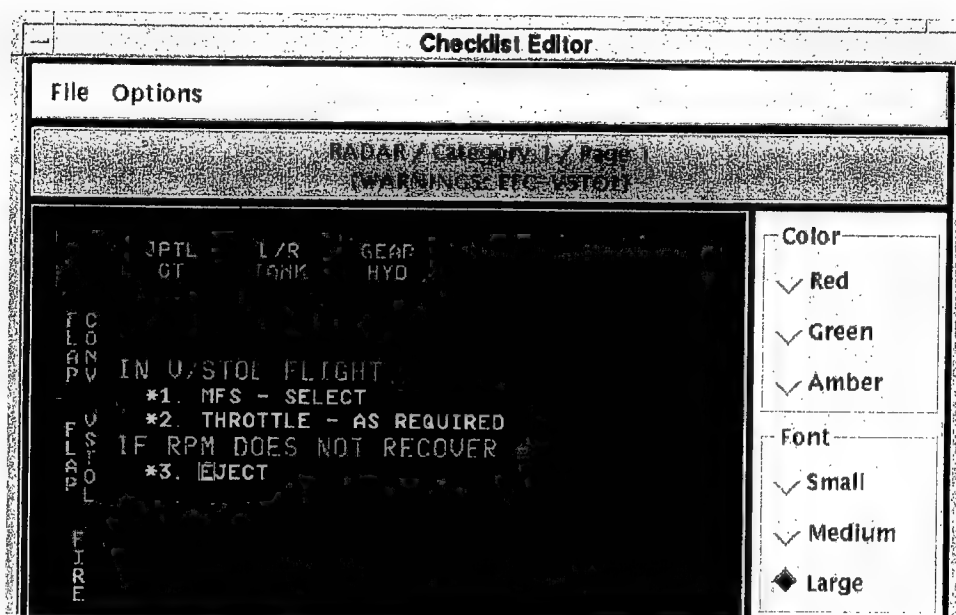 Checklist Editor
File Options
RADAR / Category 1 / Page 1
[WARNINGS: EFC-VSTOL]
JPTL L/R GEAR
OT TANK HYD
FLAP CONV
IN V/STOL FLIGHT
*1. MFS - SELECT
*2. THROTTLE - AS REQUIRED
IF RPM DOES NOT RECOVER
*3. EJECT
FLAP VSTOL
FIRE
Color
Red
Green
Amber
Font
Small
Medium
Large